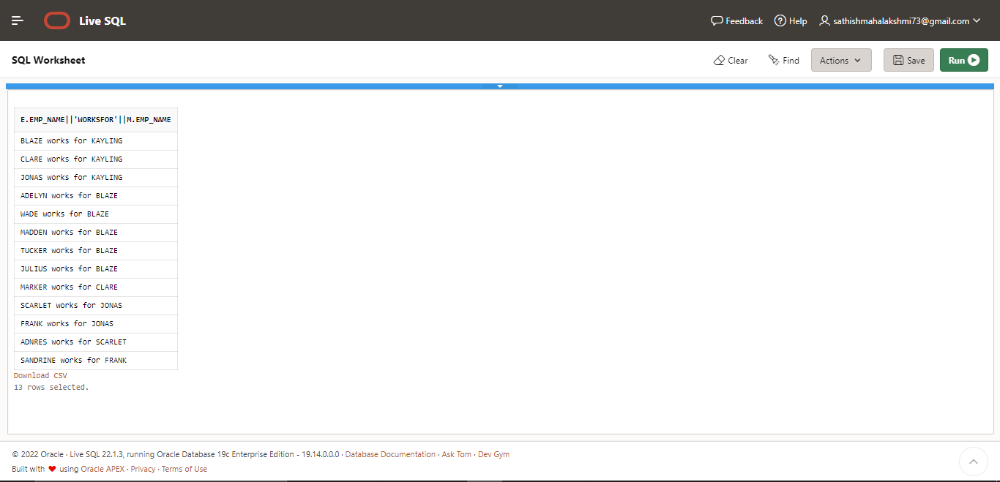 Live SQL
Feedback Help sathishmahalakshmi73@gmail.com
SQL Worksheet
Clear Find Actions Save Run
E.EMP_NAME||'WORKSFOR'||M.EMP_NAME
BLAZE works for KAYLING
CLARE works for KAYLING
JONAS works for KAYLING
ADELYN works for BLAZE
WADE works for BLAZE
MADDEN works for BLAZE
TUCKER works for BLAZE
JULIUS works for BLAZE
MARKER works for CLARE
SCARLET works for JONAS
FRANK works for JONAS
ADNRES works for SCARLET
SANDRINE works for FRANK
Download CSV
13 rows selected.
© 2022 Oracle · Live SQL 22.1.3, running Oracle Database 19c Enterprise Edition - 19.14.0.0.0 · Database Documentation · Ask Tom · Dev Gym
Built with ❤ using Oracle APEX · Privacy · Terms of Use